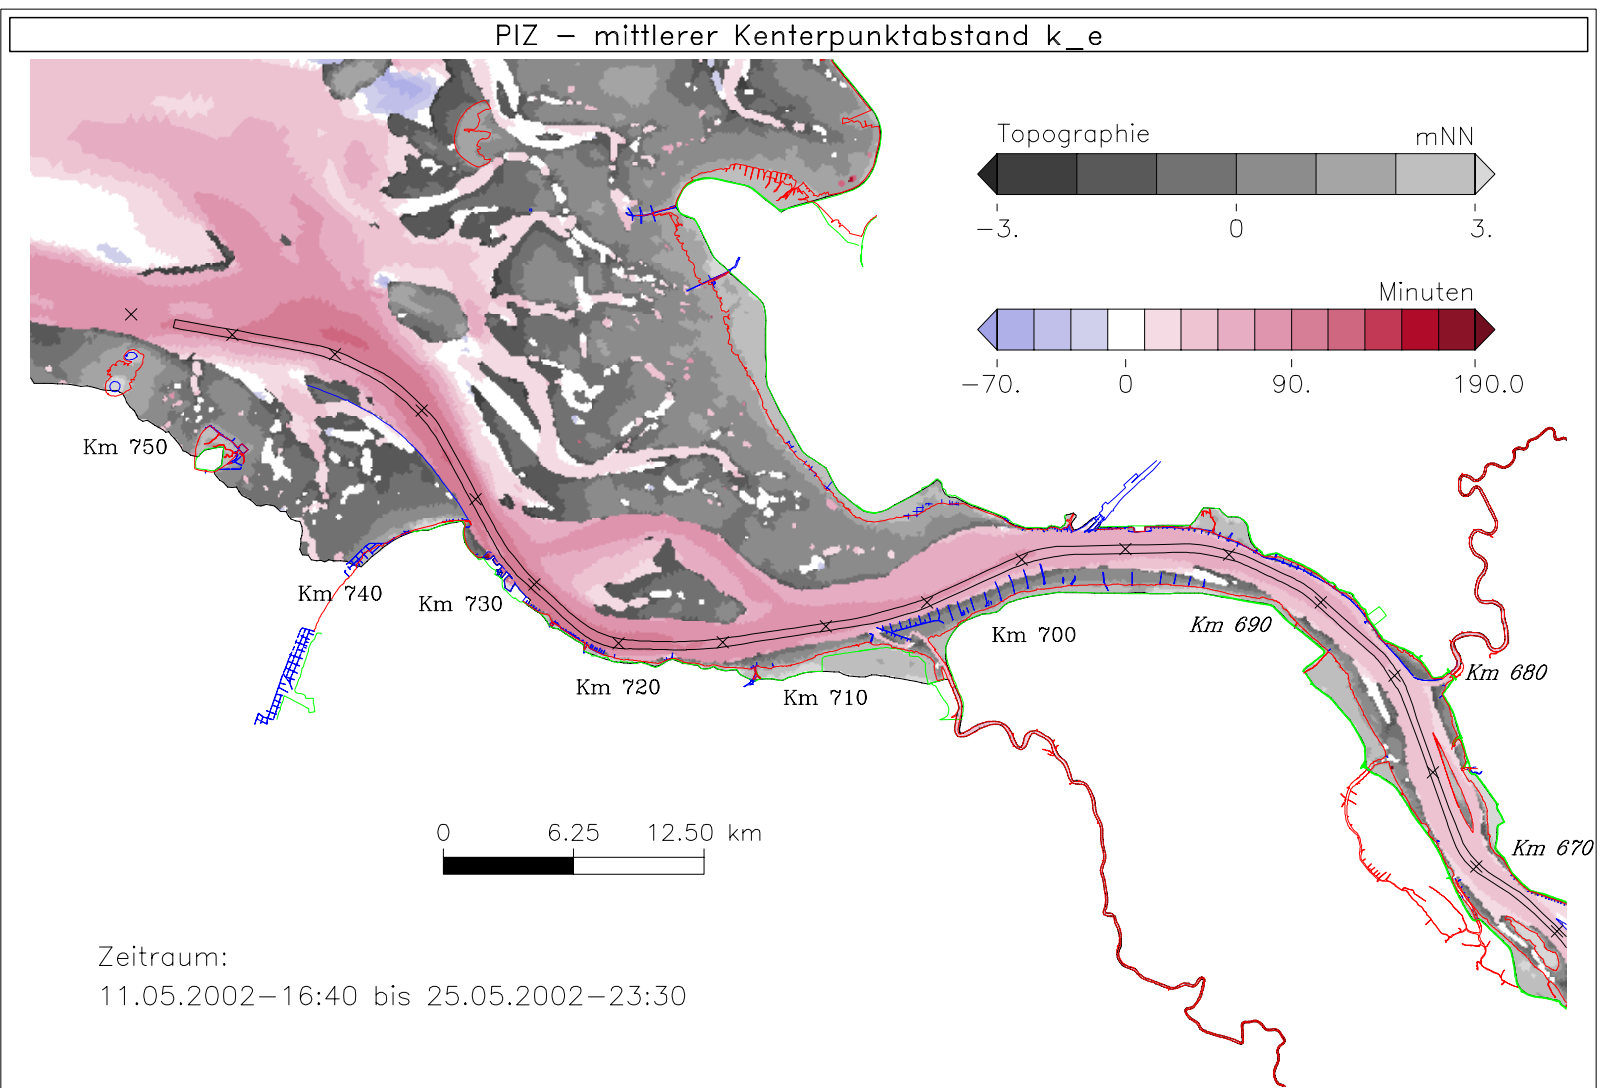 PIZ – mittlerer Kenterpunktabstand k_e
Topographie mNN
−3. 0 3.
Minuten
−70. 0 90. 190.0
Km 750
Km 740
Km 730
Km 720
Km 710
Km 700
Km 690
Km 680
Km 670
0 6.25 12.50 km
Zeitraum:
11.05.2002−16:40 bis 25.05.2002−23:30